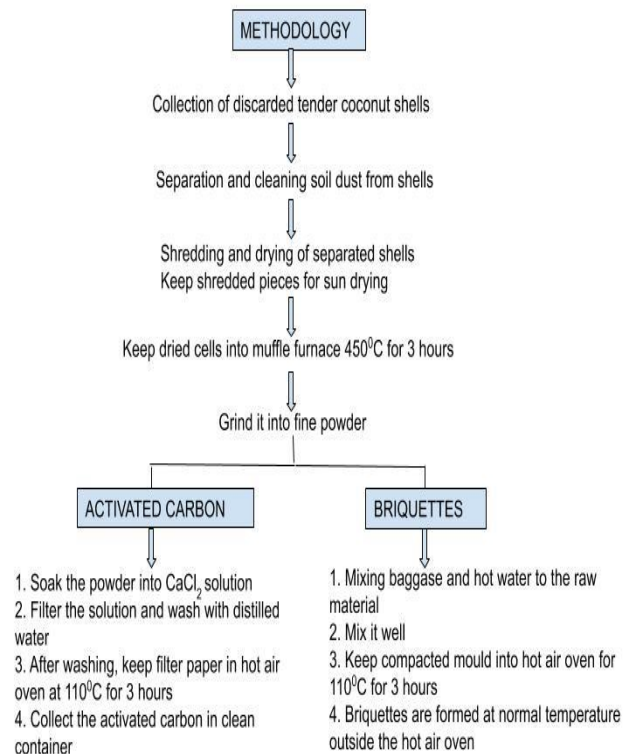 METHODOLOGY
Collection of discarded tender coconut shells
Separation and cleaning soil dust from shells
Shredding and drying of separated shells
Keep shredded pieces for sun drying
Keep dried cells into muffle furnace 450⁰C for 3 hours
Grind it into fine powder
ACTIVATED CARBON
1. Soak the powder into CaCl₂ solution
2. Filter the solution and wash with distilled
water
3. After washing, keep filter paper in hot air
oven at 110⁰C for 3 hours
4. Collect the activated carbon in clean
container
BRIQUETTES
1. Mixing baggase and hot water to the raw
material
2. Mix it well
3. Keep compacted mould into hot air oven for
110⁰C for 3 hours
4. Briquettes are formed at normal temperature
outside the hot air oven